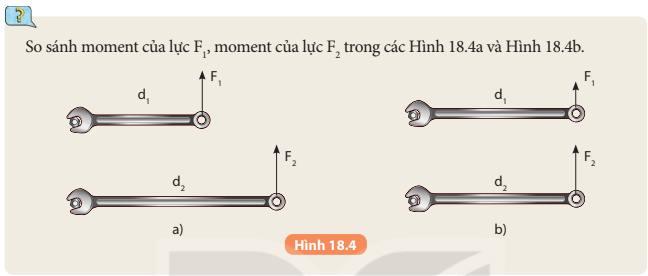 ?
So sánh moment của lực F₁, moment của lực F₂ trong các Hình 18.4a và Hình 18.4b.
F₁
d₁
F₁
d₁
F₂
d₂
F₂
d₂
a)
b)
Hình 18.4